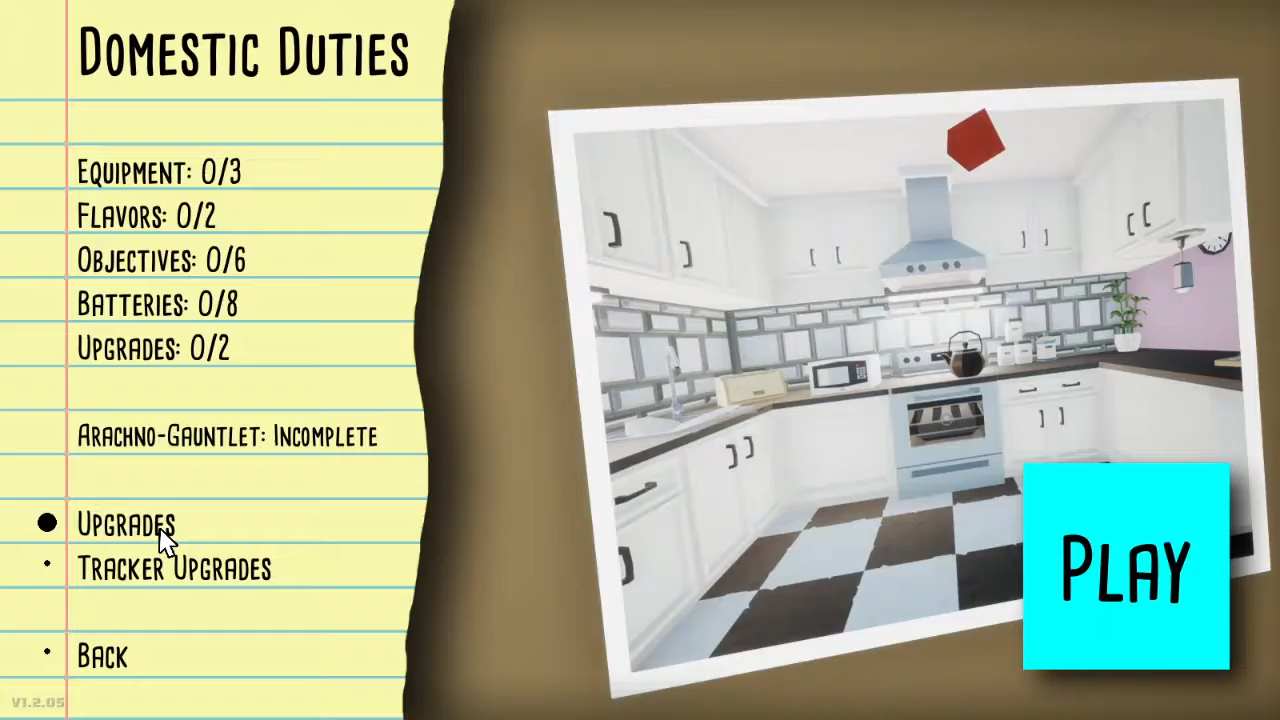 Domestic Duties
Equipment: 0/3
Flavors: 0/2
Objectives: 0/6
Batteries: 0/8
Upgrades: 0/2
Arachno-Gauntlet: Incomplete
Upgrades
Tracker Upgrades
Back
Play
V1.2.05